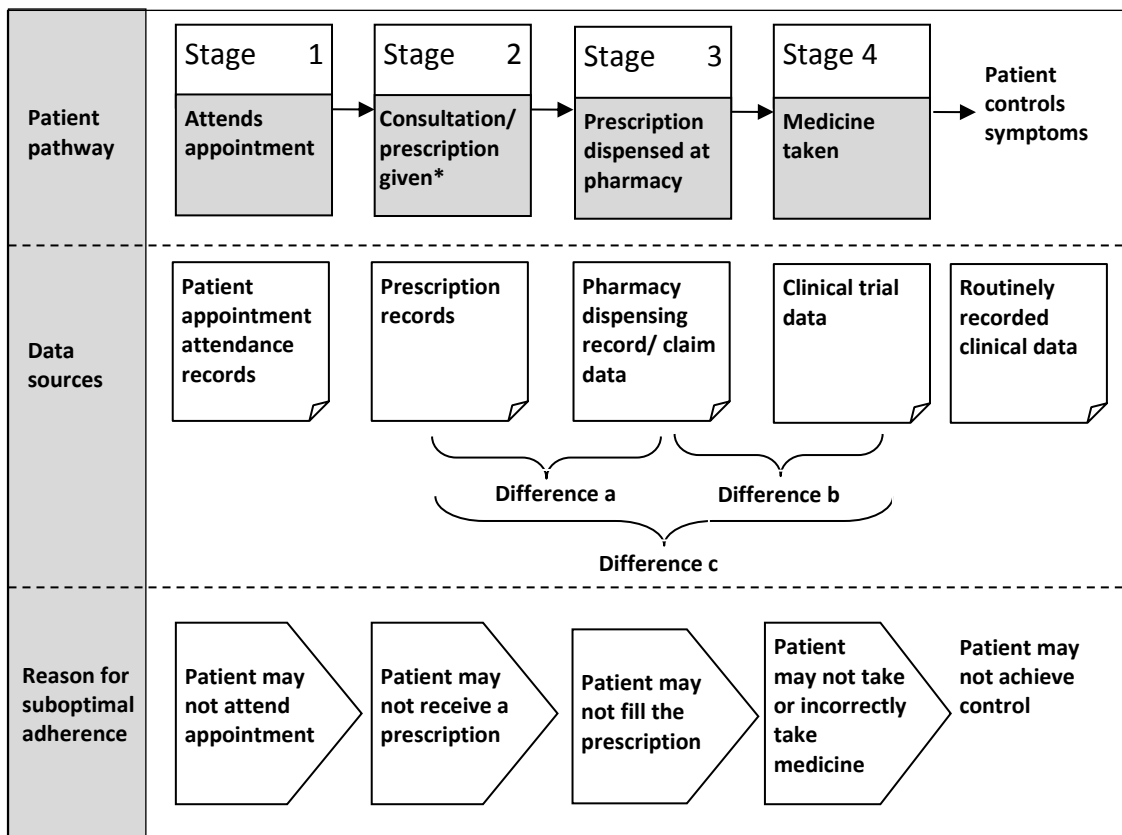 Patient
pathway
Stage 1
Attends
appointment
Stage 2
Consultation/
prescription
given*
Stage 3
Prescription
dispensed at
pharmacy
Stage 4
Medicine
taken
Patient
controls
symptoms
Data
sources
Patient
appointment
attendance
records
Prescription
records
Pharmacy
dispensing
record/ claim
data
Clinical trial
data
Routinely
recorded
clinical data
Difference a
Difference b
Difference c
Reason for
suboptimal
adherence
Patient may
not attend
appointment
Patient may
not receive a
prescription
Patient may
not fill the
prescription
Patient
may not take
or incorrectly
take
medicine
Patient may
not achieve
control